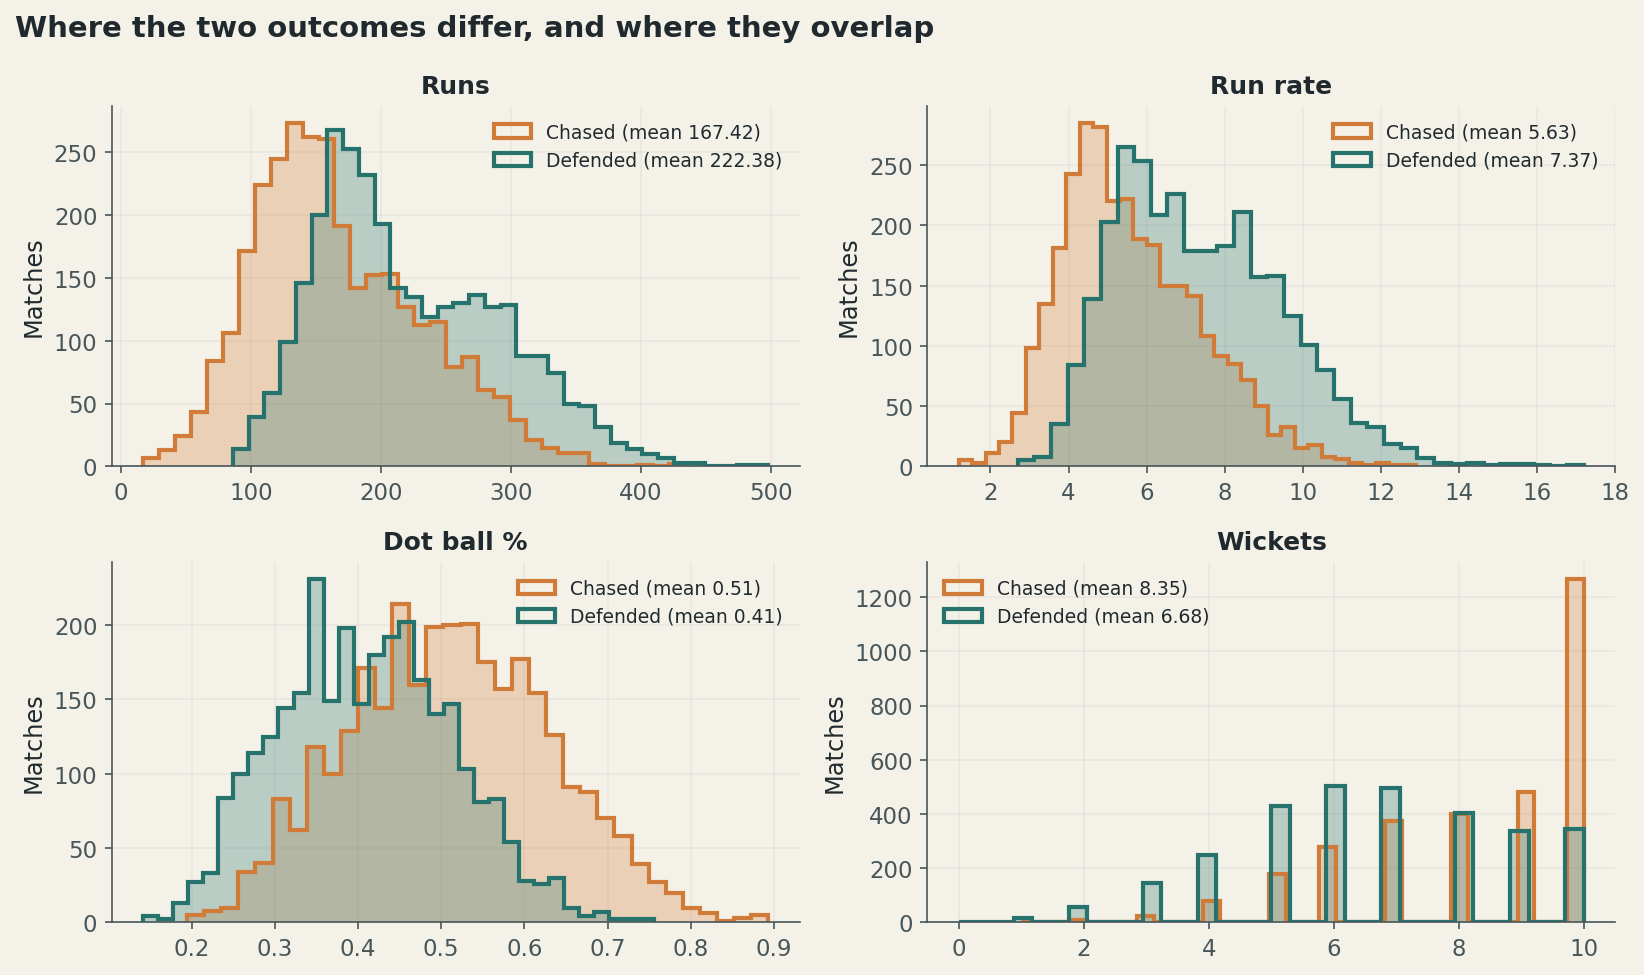 Where the two outcomes differ, and where they overlap
Runs
Chased (mean 167.42)
Defended (mean 222.38)
Matches
250
200
150
100
50
0
0 100 200 300 400 500
Run rate
Chased (mean 5.63)
Defended (mean 7.37)
Matches
250
200
150
100
50
0
2 4 6 8 10 12 14 16 18
Dot ball %
Chased (mean 0.51)
Defended (mean 0.41)
Matches
200
150
100
50
0
0.2 0.3 0.4 0.5 0.6 0.7 0.8 0.9
Wickets
Chased (mean 8.35)
Defended (mean 6.68)
Matches
1200
1000
800
600
400
200
0
0 2 4 6 8 10